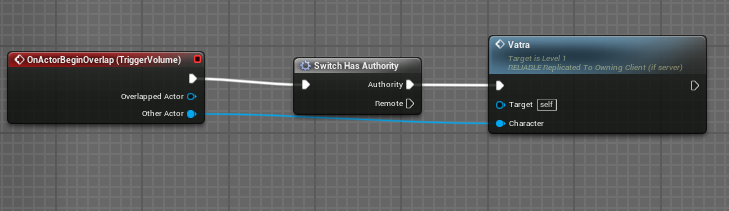 OnActorBeginOverlap (TriggerVolume)
Overlapped Actor
Other Actor
Switch Has Authority
Authority
Remote
Vatra
Target is Level 1
RELIABLE Replicated To Owning Client (if server)
Target self
Character